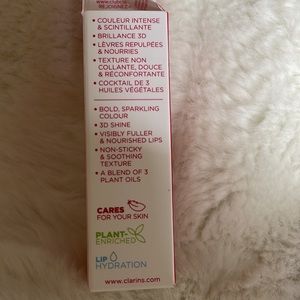 REJOIGNEZ
• COULEUR INTENSE
& SCINTILLANTE
• BRILLANCE 3D
• LÈVRES REPULPÉES
& NOURRIES
• TEXTURE NON
COLLANTE, DOUCE
& RÉCONFORTANTE
• COCKTAIL DE 3
HUILES VÉGÉTALES
• BOLD, SPARKLING
COLOUR
• 3D SHINE
• VISIBLY FULLER
& NOURISHED LIPS
• NON-STICKY
& SOOTHING
TEXTURE
• A BLEND OF 3
PLANT OILS
CARES
FOR YOUR SKIN
PLANT-
ENRICHED
LIP
HYDRATION
www.clarins.com